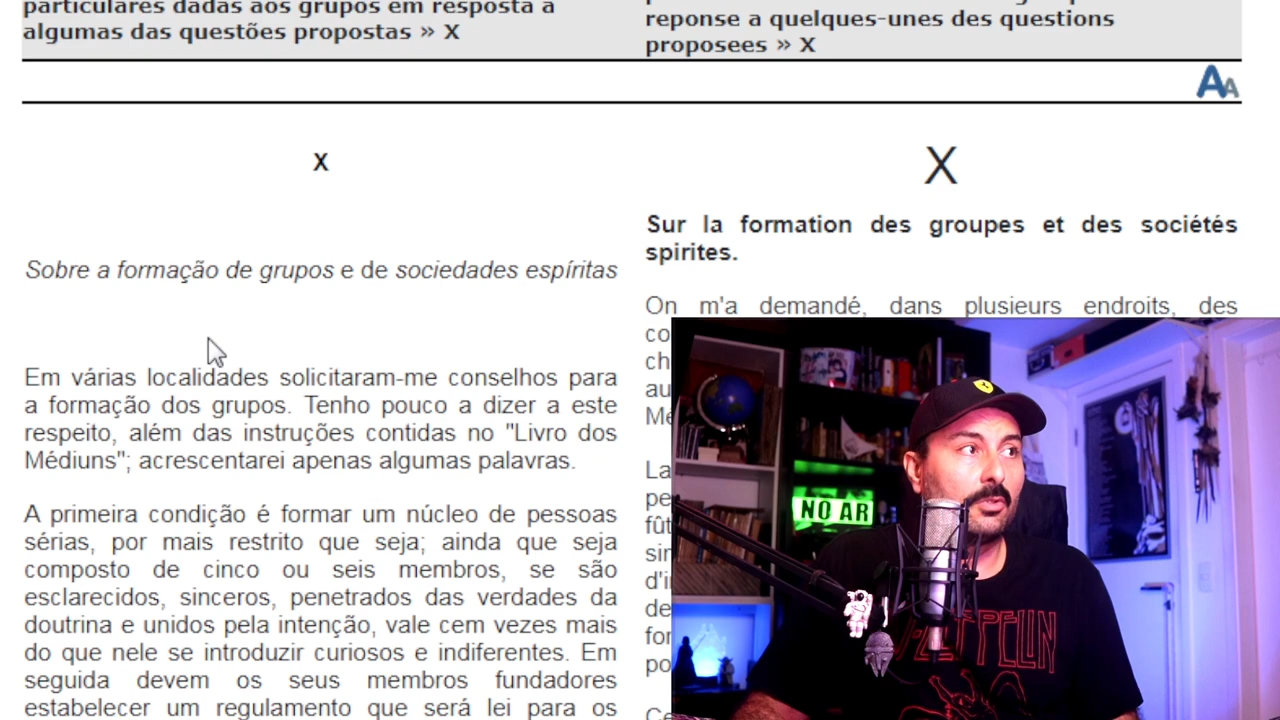 particulares dadas aos grupos em resposta a
algumas das questões propostas » X
reponse a quelques-unes des questions
proposees » X
AA
X
Sobre a formação de grupos e de sociedades espíritas
Em várias localidades solicitaram-me conselhos para
a formação dos grupos. Tenho pouco a dizer a este
respeito, além das instruções contidas no "Livro dos
Médiuns"; acrescentarei apenas algumas palavras.
A primeira condição é formar um núcleo de pessoas
sérias, por mais restrito que seja; ainda que seja
composto de cinco ou seis membros, se são
esclarecidos, sinceros, penetrados das verdades da
doutrina e unidos pela intenção, vale cem vezes mais
do que nele se introduzir curiosos e indiferentes. Em
seguida devem os seus membros fundadores
estabelecer um regulamento que será lei para os
X
Sur la formation des groupes et des sociétés
spirites.
On m'a demandé, dans plusieurs endroits, des
La
NO AR